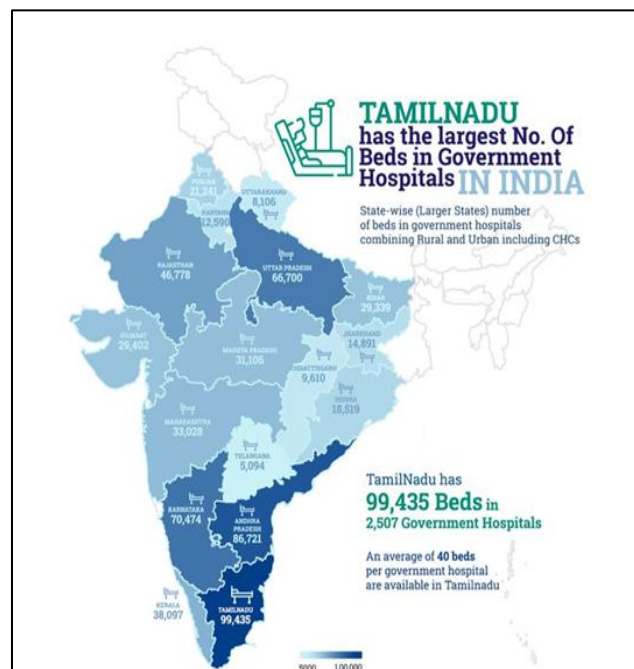 TAMILNADU
has the largest No. Of
Beds in Government
Hospitals IN INDIA
State-wise (Larger States) number
of beds in government hospitals
combining Rural and Urban including CHCs
PUNJAB
21,241
UTTARAKHAND
8,106
HARYANA
12,590
RAJASTHAN
46,778
UTTAR PRADESH
66,700
BIHAR
29,339
GUJARAT
29,402
MADHYA PRADESH
31,106
JHARKHAND
14,891
CHHATTISGARH
9,610
ODISHA
18,519
MAHARASHTRA
33,028
TELANGANA
5,094
KARNATAKA
70,474
ANDHRA
PRADESH
86,721
KERALA
38,097
TAMILNADU
99,435
TamilNadu has
99,435 Beds in
2,507 Government Hospitals
An average of 40 beds
per government hospital
are available in Tamilnadu
5000 1,00,000